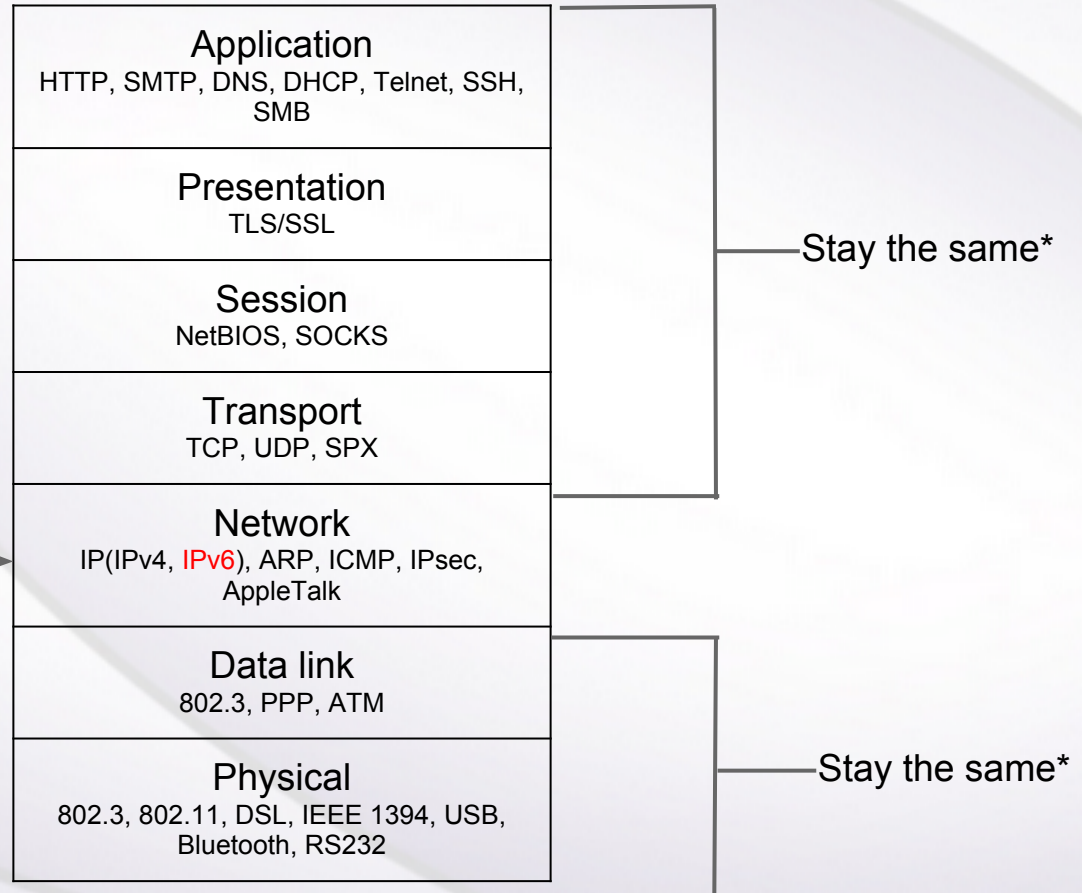 Application
HTTP, SMTP, DNS, DHCP, Telnet, SSH,
SMB
Presentation
TLS/SSL
Session
NetBIOS, SOCKS
Transport
TCP, UDP, SPX
Network
IP(IPv4, IPv6), ARP, ICMP, IPsec,
AppleTalk
Data link
802.3, PPP, ATM
Physical
802.3, 802.11, DSL, IEEE 1394, USB,
Bluetooth, RS232
Stay the same*
Stay the same*